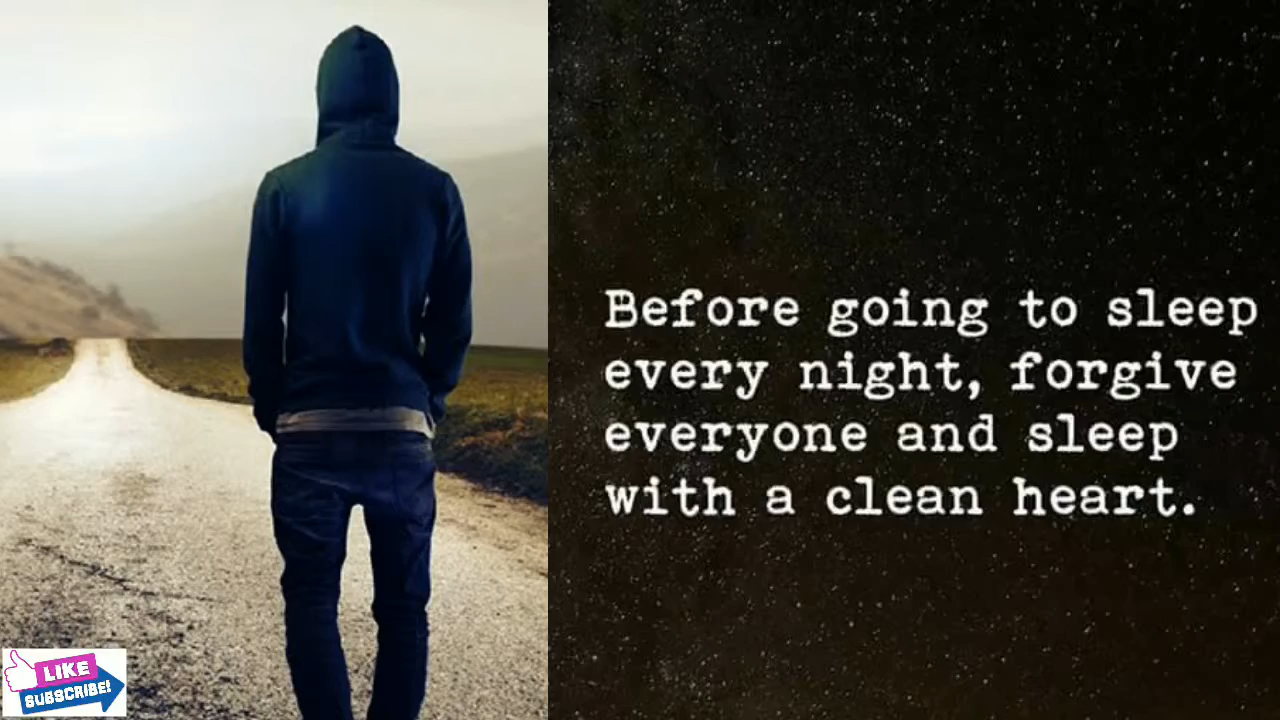 Before going to sleep
every night, forgive
everyone and sleep
with a clean heart.
LIKE
SUBSCRIBE!